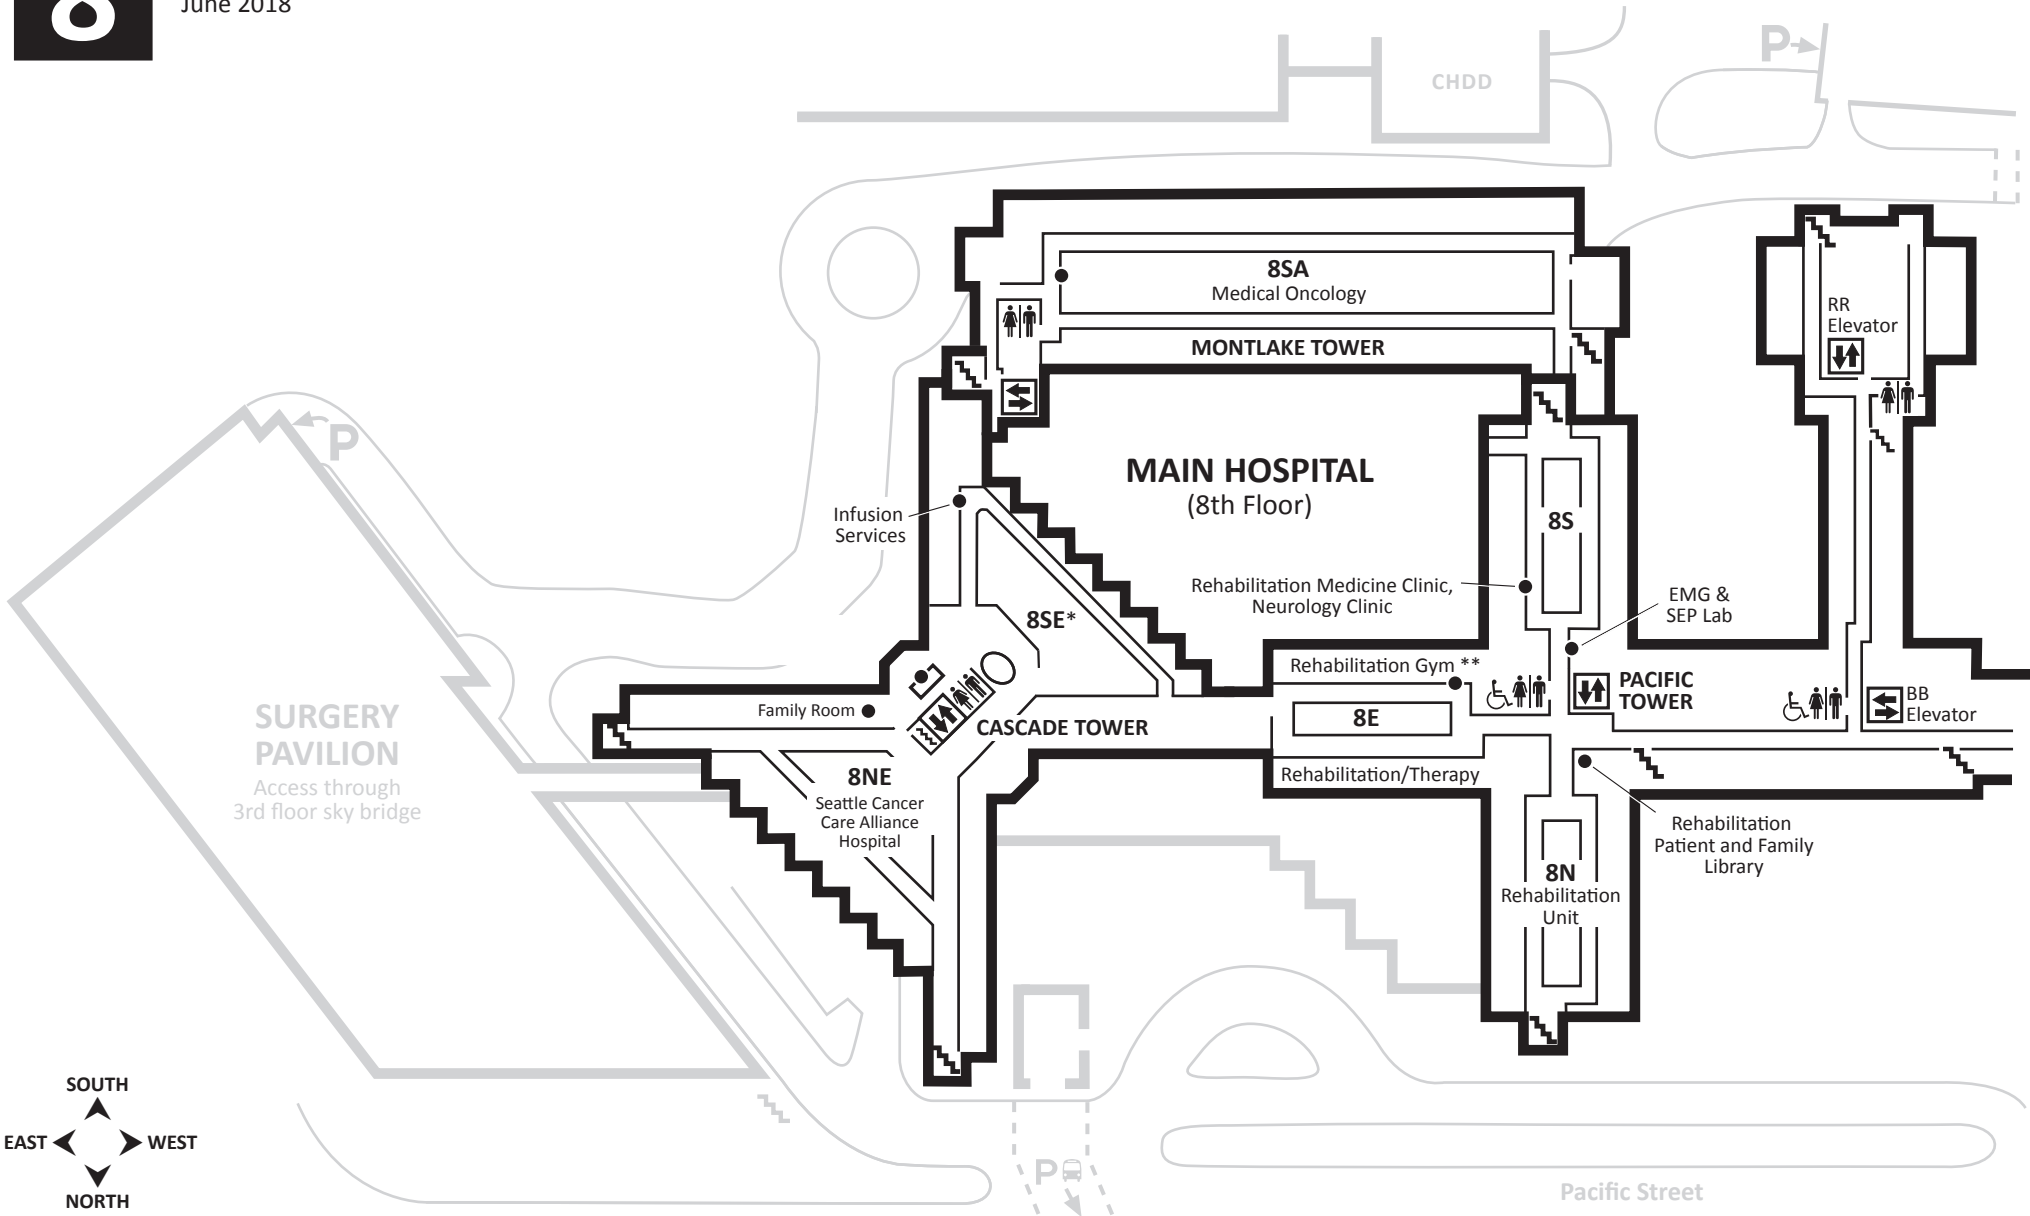 8
June 2018
P
CHDD
8SA
Medical Oncology
MONTLAKE TOWER
RR
Elevator
P
MAIN HOSPITAL
(8th Floor)
Infusion
Services
8S
Rehabilitation Medicine Clinic,
Neurology Clinic
EMG &
SEP Lab
8SE*
Rehabilitation Gym **
PACIFIC
TOWER
Family Room
8E
BB
Elevator
CASCADE TOWER
SURGERY
PAVILION
Access through
3rd floor sky bridge
8NE
Seattle Cancer
Care Alliance
Hospital
Rehabilitation/Therapy
Rehabilitation
Patient and Family
Library
8N
Rehabilitation
Unit
SOUTH
EAST
WEST
NORTH
P
Pacific Street